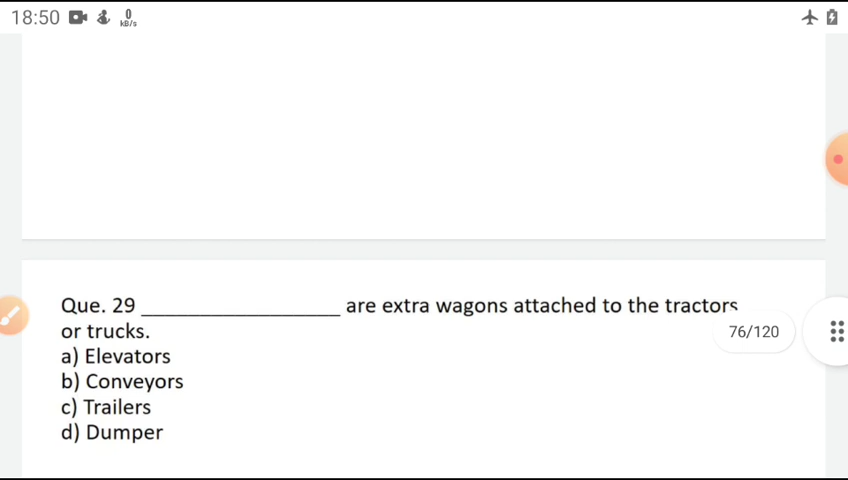 18:50 0 kB/s
Que. 29 __________________ are extra wagons attached to the tractors
or trucks.
76/120
a) Elevators
b) Conveyors
c) Trailers
d) Dumper